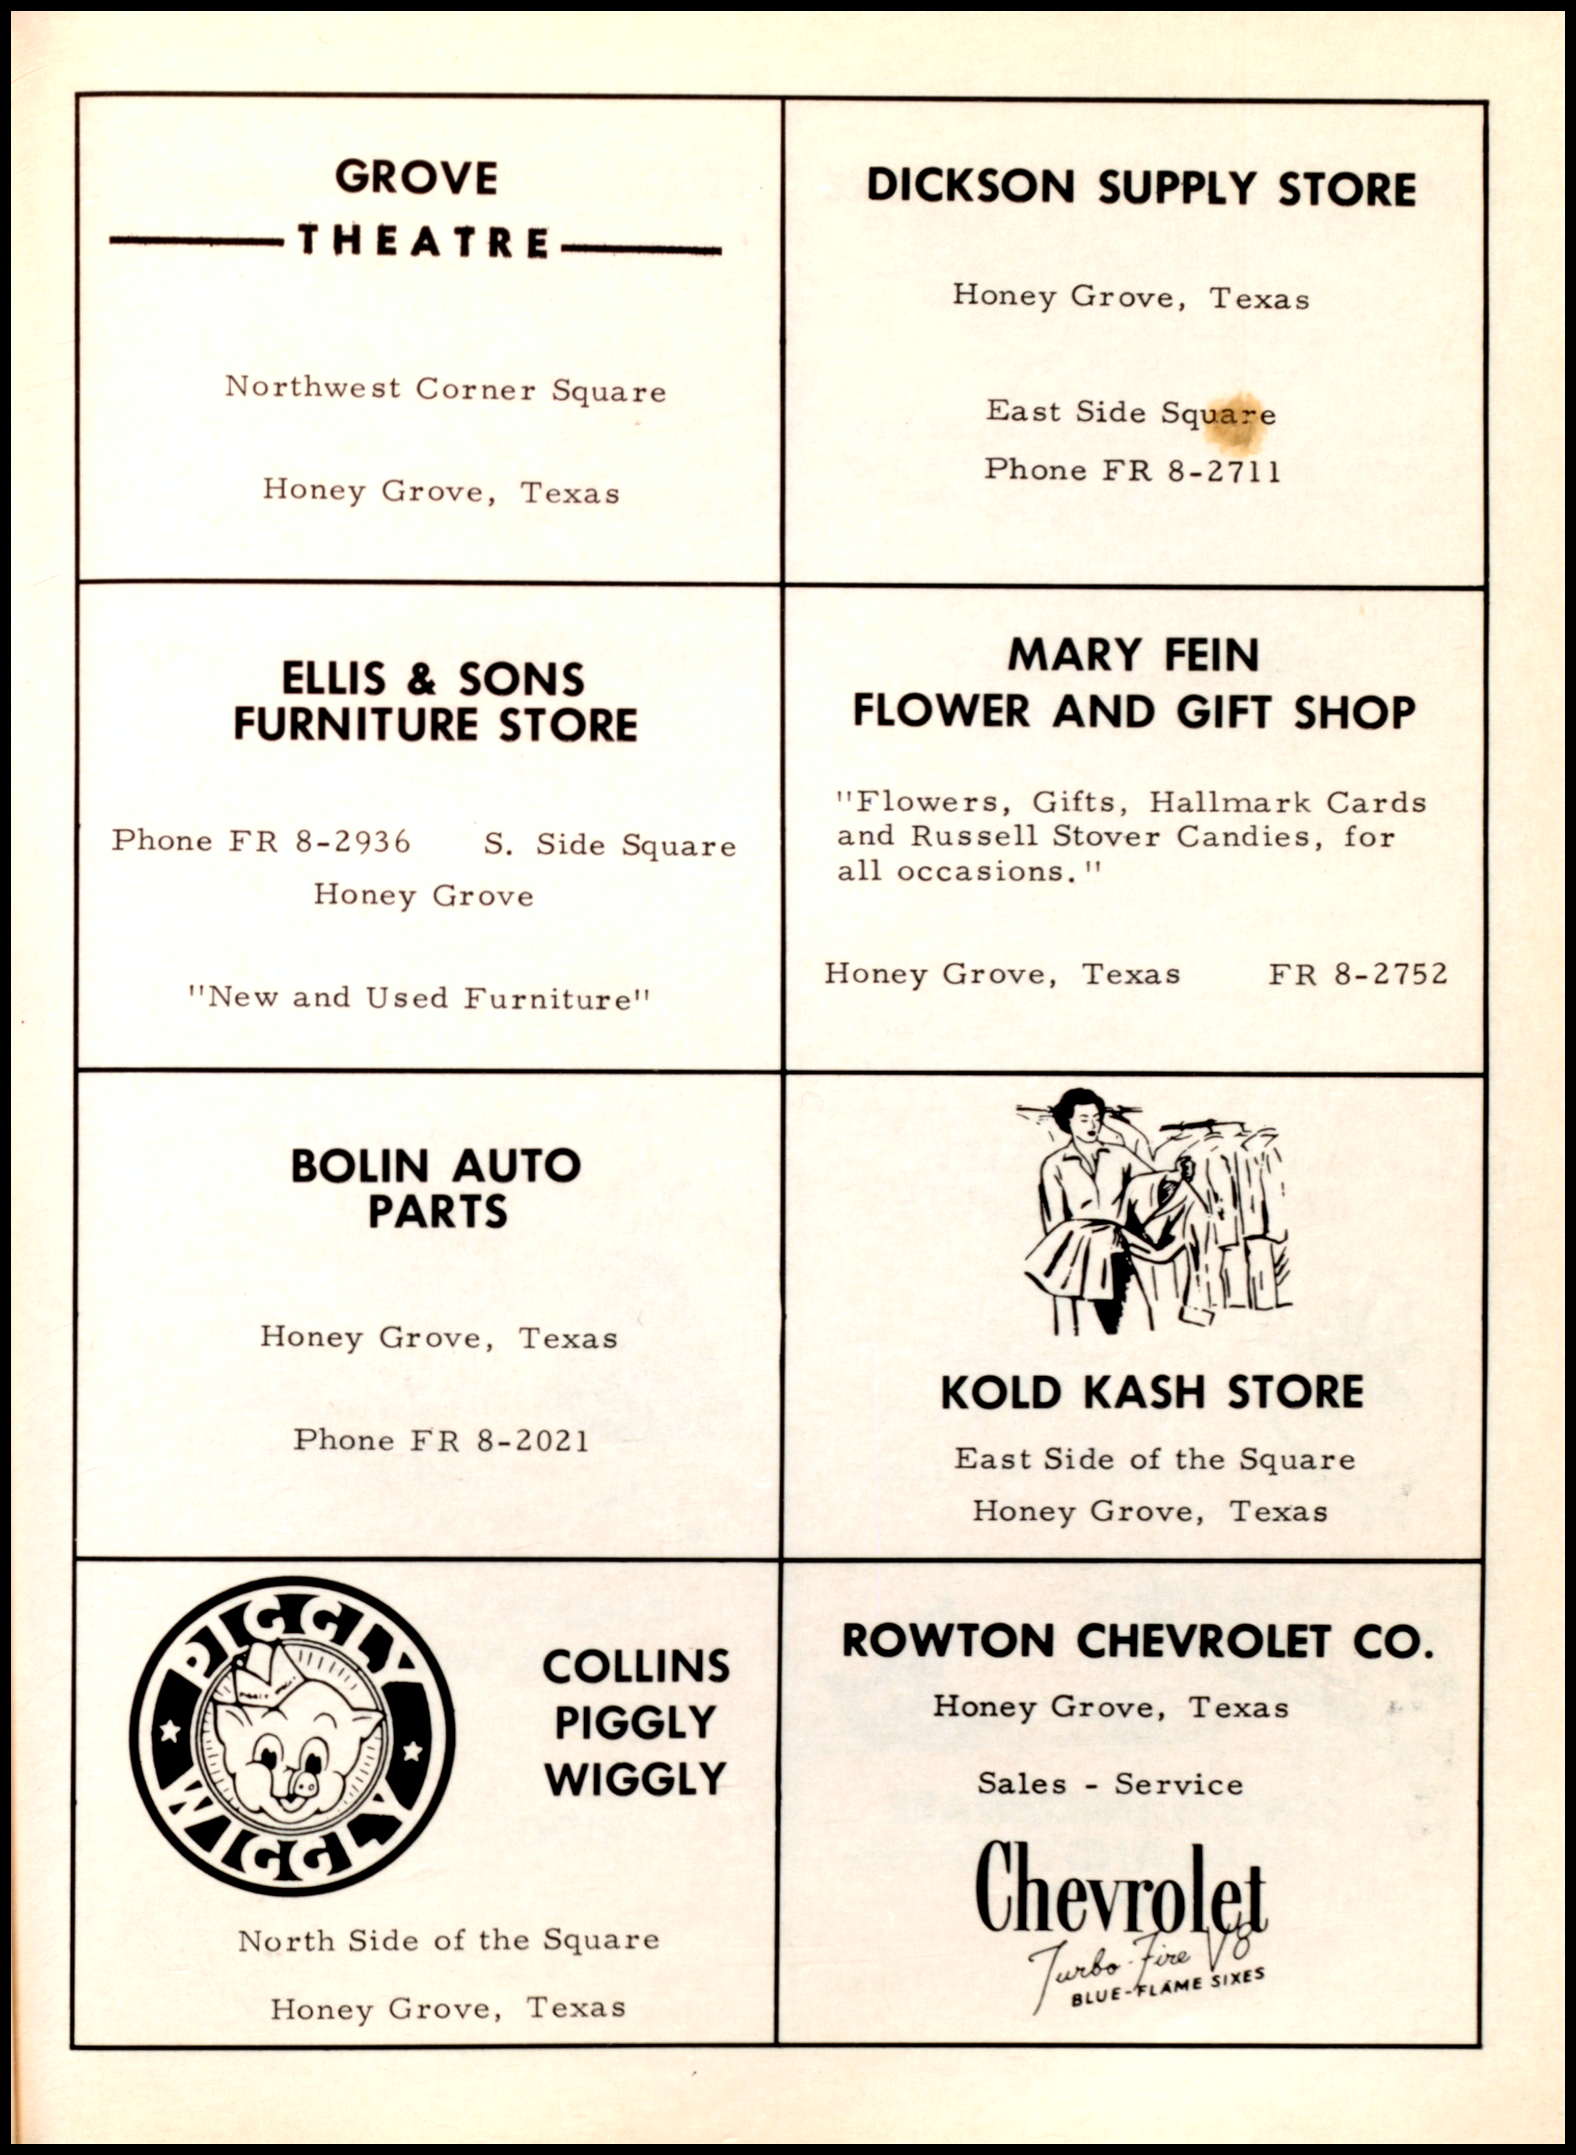 GROVE
THEATRE
Northwest Corner Square
Honey Grove, Texas
DICKSON SUPPLY STORE
Honey Grove, Texas
East Side Square
Phone FR 8-2711
ELLIS & SONS
FURNITURE STORE
Phone FR 8-2936 S. Side Square
Honey Grove
"New and Used Furniture"
MARY FEIN
FLOWER AND GIFT SHOP
"Flowers, Gifts, Hallmark Cards
and Russell Stover Candies, for
all occasions."
Honey Grove, Texas FR 8-2752
BOLIN AUTO
PARTS
Honey Grove, Texas
Phone FR 8-2021
KOLD KASH STORE
East Side of the Square
Honey Grove, Texas
PIGGLY
WIGGLY
COLLINS
PIGGLY
WIGGLY
North Side of the Square
Honey Grove, Texas
ROWTON CHEVROLET CO.
Honey Grove, Texas
Sales - Service
Chevrolet
Turbo-Fire V8
BLUE-FLAME SIXES